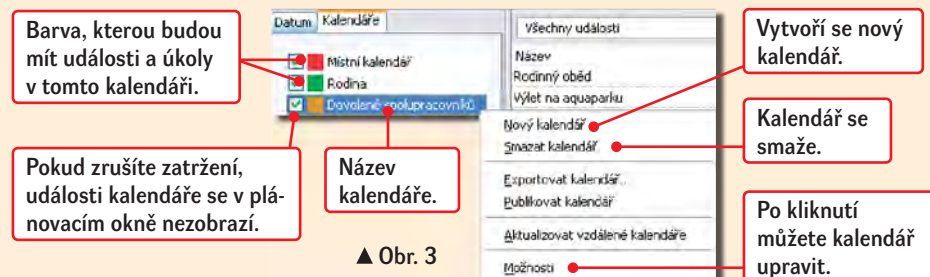 Barva, kterou budou
mít události a úkoly
v tomto kalendáři.
Pokud zrušíte zatržení,
události kalendáře se v plá-
novacím okně nezobrazí.
Název
kalendáře.
▲ Obr. 3
Datum Kalendáře
Místní kalendář
Rodina
Dovolené spolupracovníků
Všechny události
Název
Rodinný oběd
Výlet na aquaparku
Nový kalendář
Smazat kalendář
Exportovat kalendář..
Publikovat kalendář
Aktualizovat vzdálené kalendáře
Možnosti
Vytvoří se nový
kalendář.
Kalendář se
smaže.
Po kliknutí
můžete kalendář
upravit.